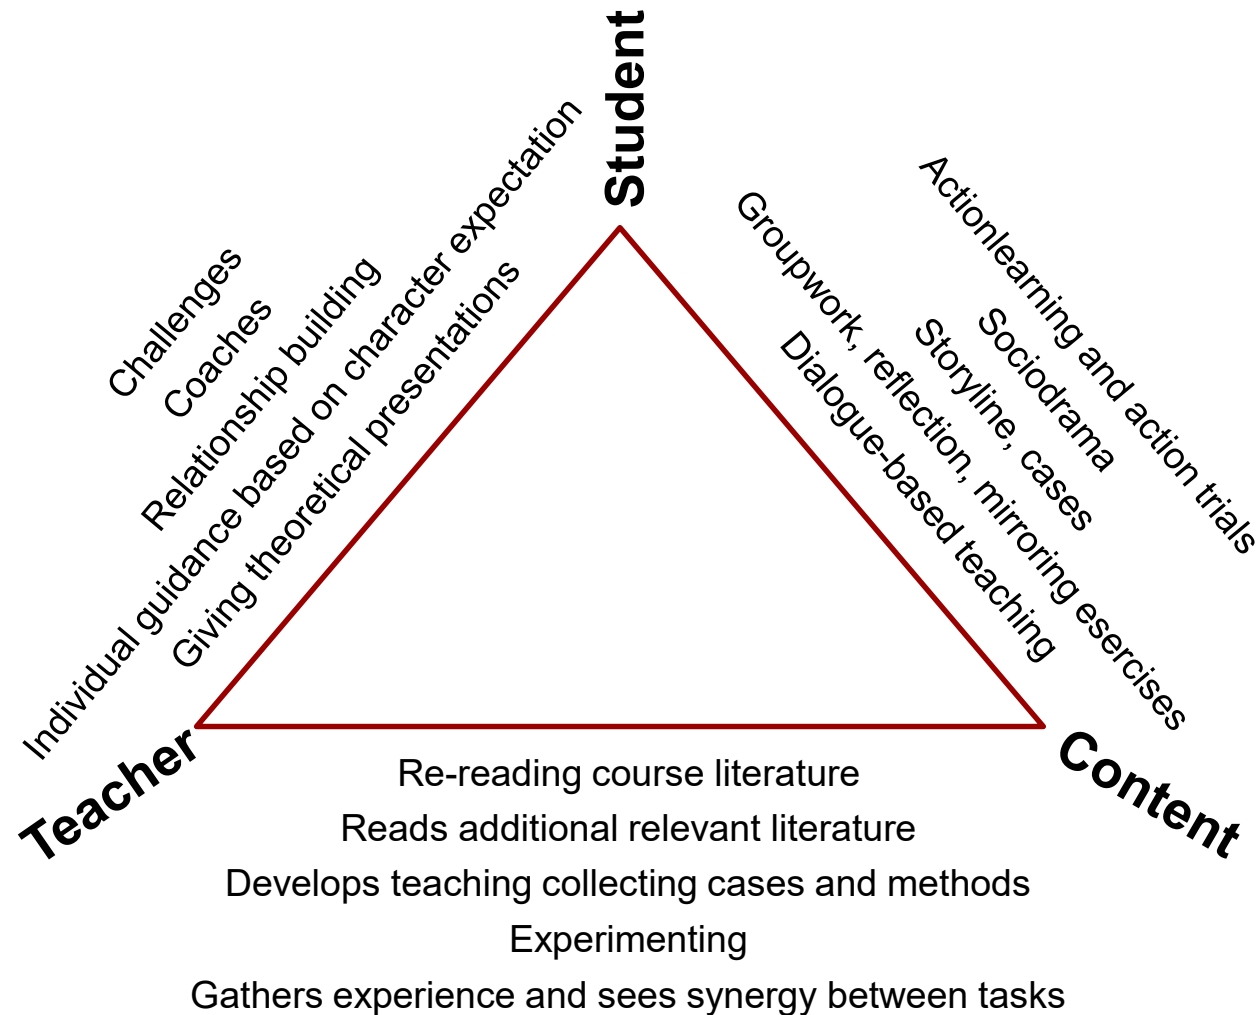 Student
Challenges
Coaches
Relationship building
Individual guidance based on character expectation
Giving theoretical presentations
Actionlearning and action trials
Sociodrama
Storyline, cases
Groupwork, reflection, mirroring esercises
Dialogue-based teaching
Teacher
Content
Re-reading course literature
Reads additional relevant literature
Develops teaching collecting cases and methods
Experimenting
Gathers experience and sees synergy between tasks